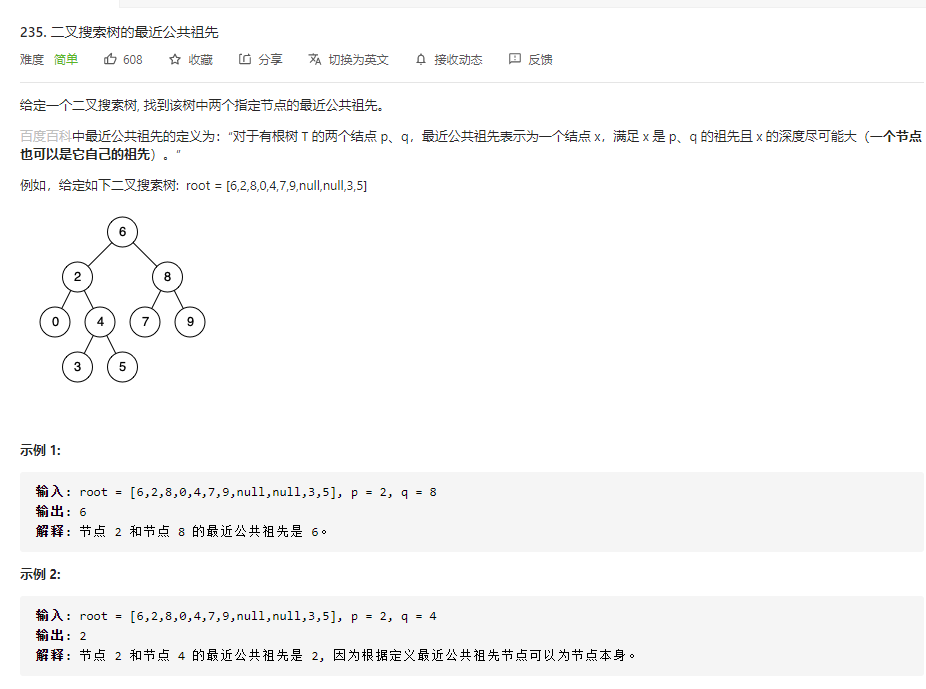 235. 二叉搜索树的最近公共祖先
难度 简单 608 收藏 分享 切换为英文 接收动态 反馈
给定一个二叉搜索树, 找到该树中两个指定节点的最近公共祖先。
百度百科中最近公共祖先的定义为：“对于有根树 T 的两个结点 p、q，最近公共祖先表示为一个结点 x，满足 x 是 p、q 的祖先且 x 的深度尽可能大（一个节点
也可以是它自己的祖先）。”
例如，给定如下二叉搜索树:  root = [6,2,8,0,4,7,9,null,null,3,5]
6
2 8
0 4 7 9
3 5
示例 1:
输入: root = [6,2,8,0,4,7,9,null,null,3,5], p = 2, q = 8
输出: 6
解释: 节点 2 和节点 8 的最近公共祖先是 6。
示例 2:
输入: root = [6,2,8,0,4,7,9,null,null,3,5], p = 2, q = 4
输出: 2
解释: 节点 2 和节点 4 的最近公共祖先是 2, 因为根据定义最近公共祖先节点可以为节点本身。